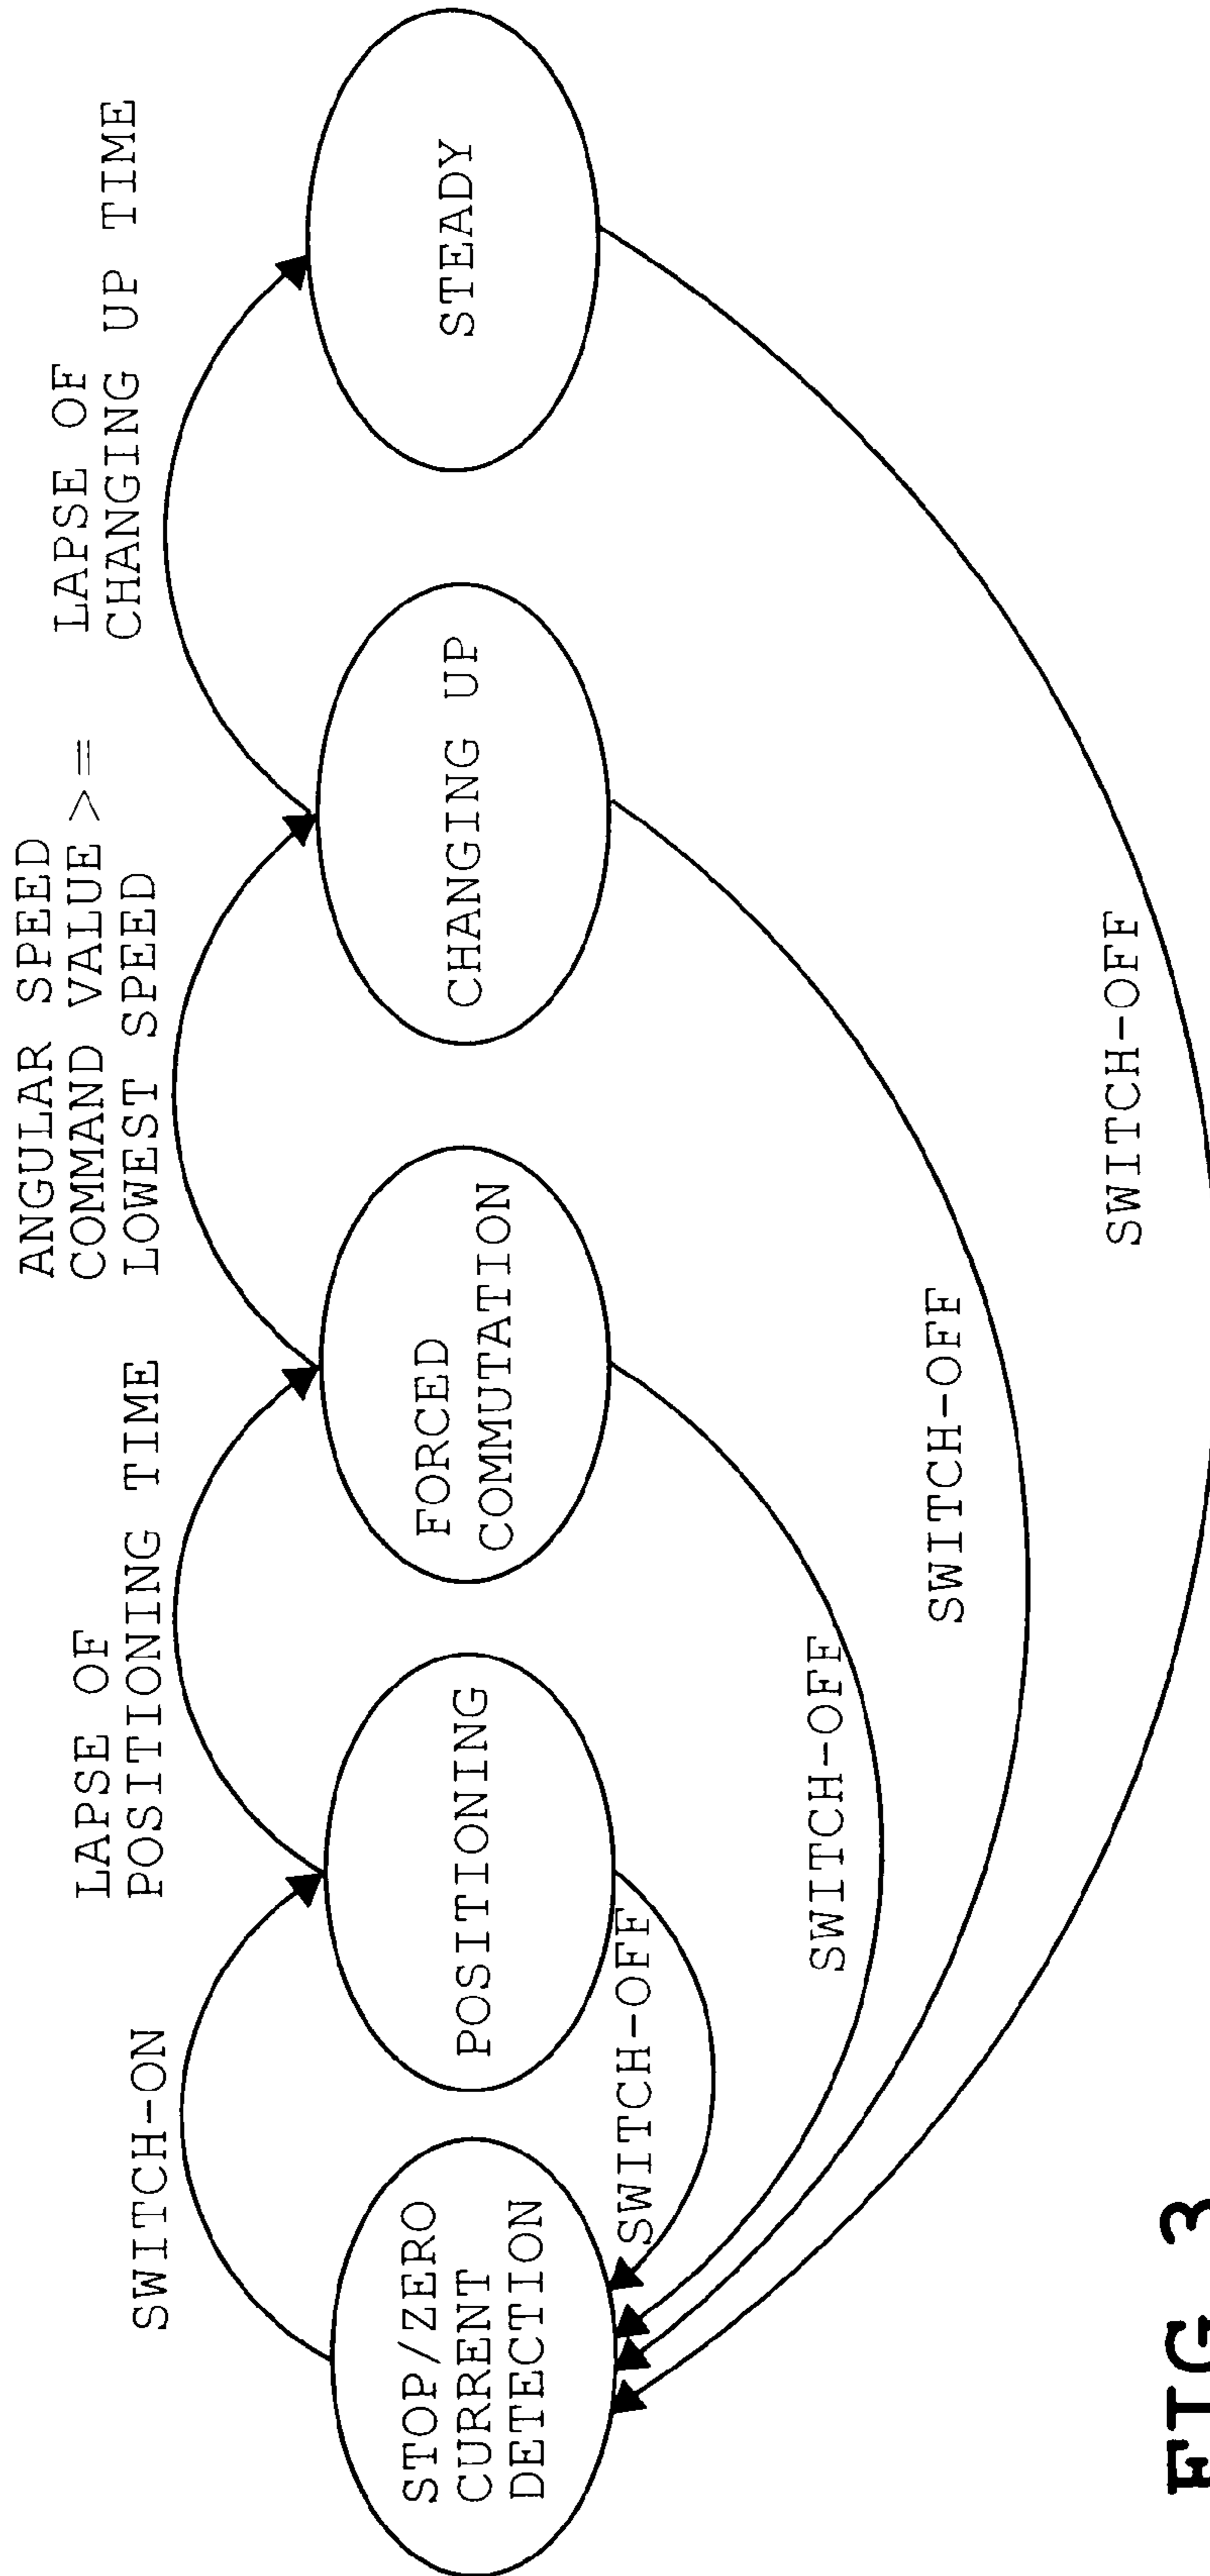 SWITCH-ON
LAPSE OF
POSITIONING TIME
ANGULAR SPEED
COMMAND VALUE >=
LOWEST SPEED
LAPSE OF
CHANGING UP TIME
STOP/ZERO
CURRENT
DETECTION
POSITIONING
FORCED
COMMUTATION
CHANGING UP
STEADY
SWITCH-OFF
SWITCH-OFF
SWITCH-OFF
SWITCH-OFF
FIG. 3